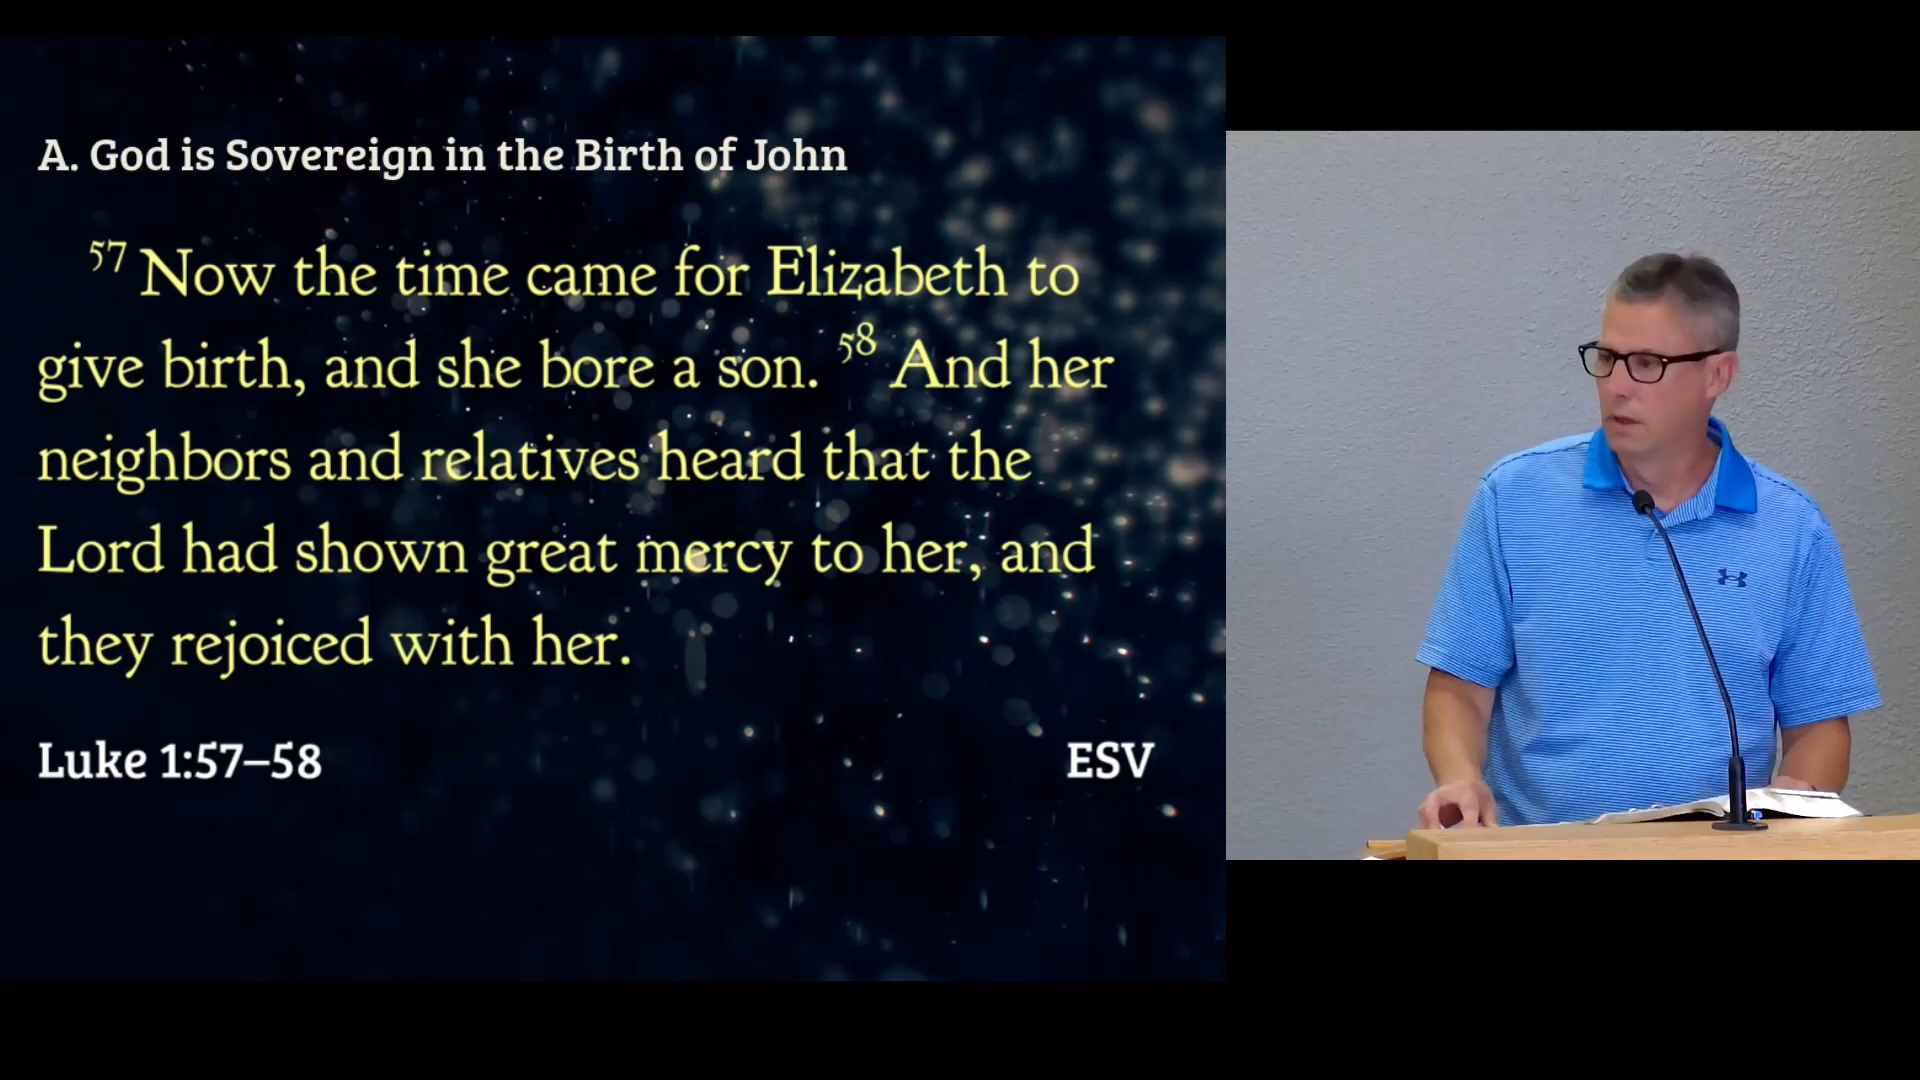 A. God is Sovereign in the Birth of John
57 Now the time came for Elizabeth to
give birth, and she bore a son. 58 And her
neighbors and relatives heard that the
Lord had shown great mercy to her, and
they rejoiced with her.
Luke 1:57–58
ESV